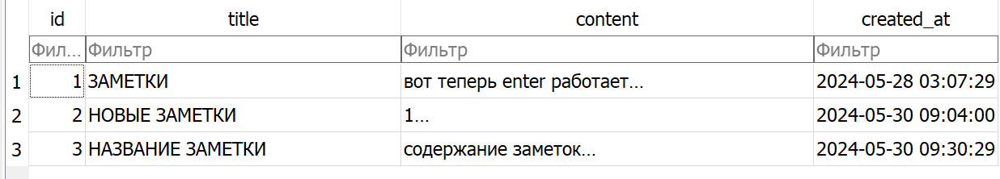 id title content created_at
Фил... Фильтр Фильтр Фильтр
1 1 ЗАМЕТКИ вот теперь enter работает... 2024-05-28 03:07:29
2 2 НОВЫЕ ЗАМЕТКИ 1... 2024-05-30 09:04:00
3 3 НАЗВАНИЕ ЗАМЕТКИ содержание заметок... 2024-05-30 09:30:29